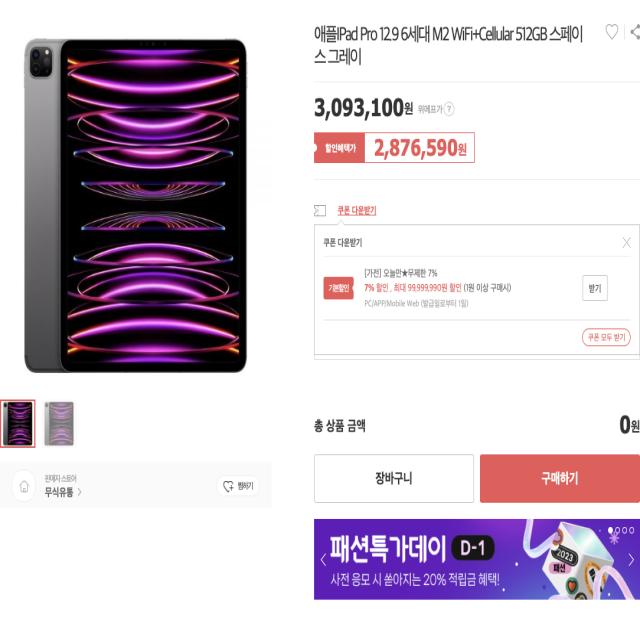 애플IPad Pro 12.9 6세대 M2 WiFi+Cellular 512GB 스페이
스 그레이
3,093,100원 위메프가 ?
할인혜택가 2,876,590원
쿠폰 다운받기
쿠폰 다운받기
[가전] 오늘만★무제한 7%
기본할인 7% 할인 , 최대 99,999,990원 할인 (1원 이상 구매시) 받기
PC/APP/Mobile Web (발급일로부터 1일)
쿠폰 모두 받기
총 상품 금액 0원
장바구니 구매하기
판매자 스토어
무식유통
찜하기
패션특가데이 D-1
사전 응모 시 쏟아지는 20% 적립금 혜택!
2023
패션